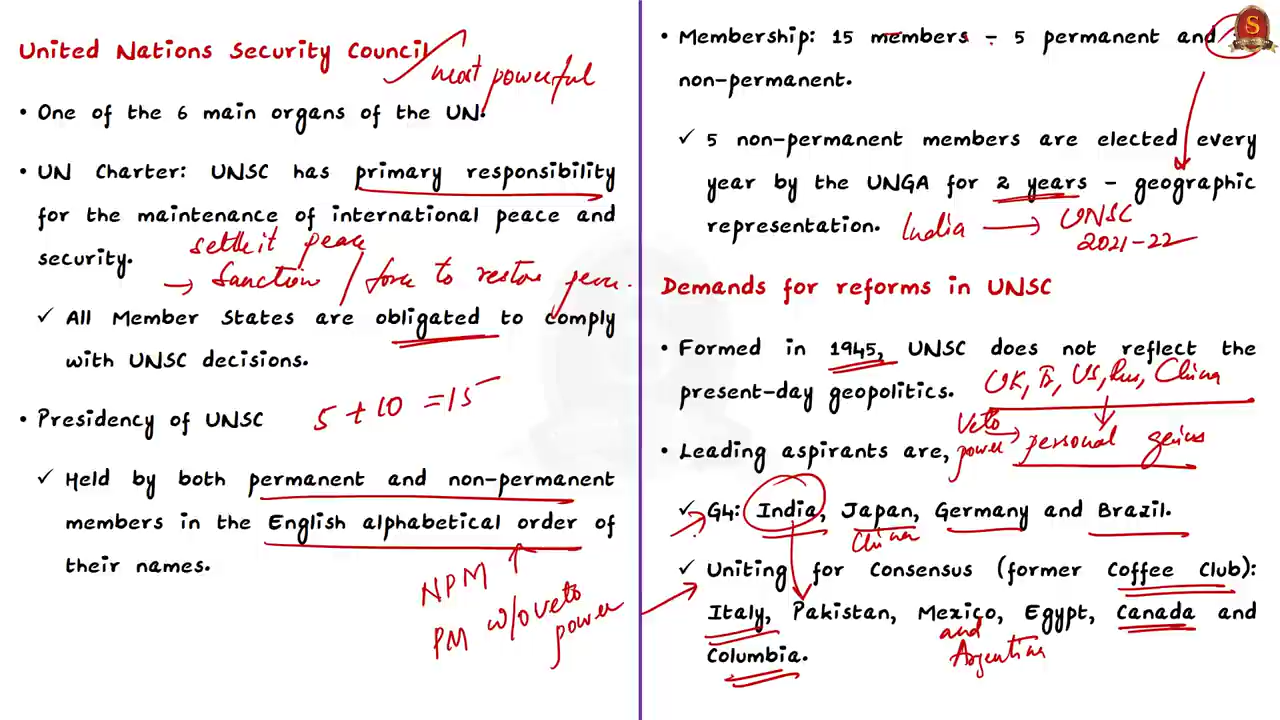 United Nations Security Council
most powerful
• One of the 6 main organs of the UN.
• UN Charter: UNSC has primary responsibility
for the maintenance of international peace and
settle it peace
security.
→ Sanction / force to restore peace.
✓ All Member States are obligated to comply
with UNSC decisions.
• Presidency of UNSC
5 + 10 = 15
✓ Held by both permanent and non-permanent
members in the English alphabetical order of
their names.
NPM
PM w/o veto
power
• Membership: 15 members – 5 permanent and
non-permanent.
✓ 5 non-permanent members are elected every
year by the UNGA for 2 years – geographic
representation.
India → UNSC
2021-22
Demands for reforms in UNSC
• Formed in 1945, UNSC does not reflect the
present-day geopolitics.
UK, Fr, US, Rus, China
Veto
power → personal
• Leading aspirants are,
✓ G4: India, Japan, Germany and Brazil.
China
✓ Uniting for Consensus (former Coffee Club):
Italy, Pakistan, Mexico, Egypt, Canada and
and
Argentina
Columbia.
S